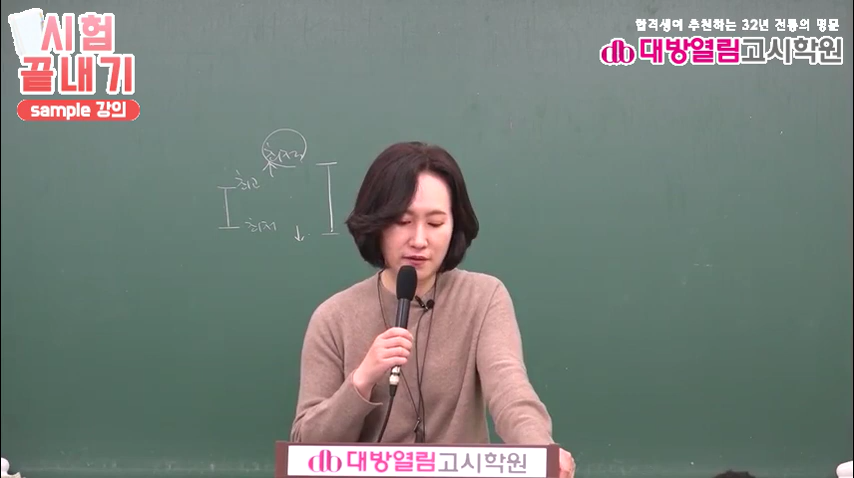 시험
끝내기
sample 강의
합격생이 추천하는 32년 전통의 명문
db 대방열림고시학원
최고
최저
db 대방열림고시학원